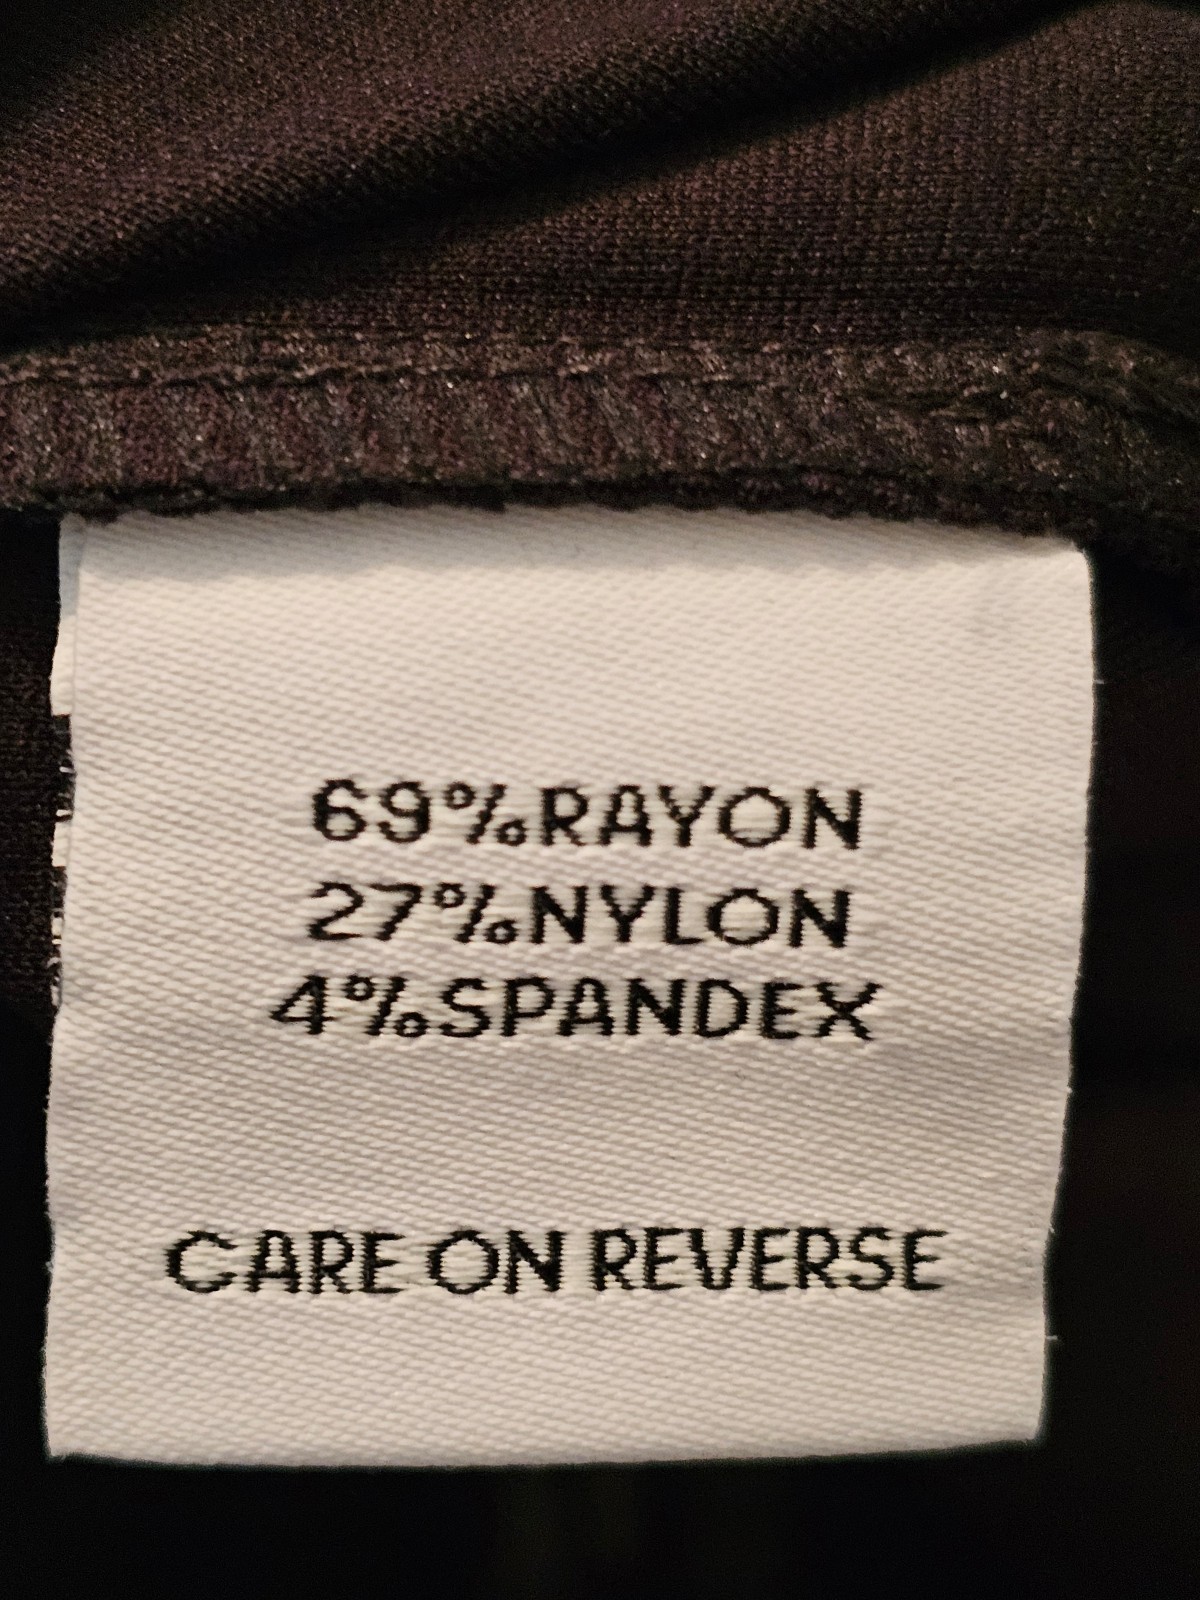 69%RAYON
27%NYLON
4%SPANDEX
CARE ON REVERSE